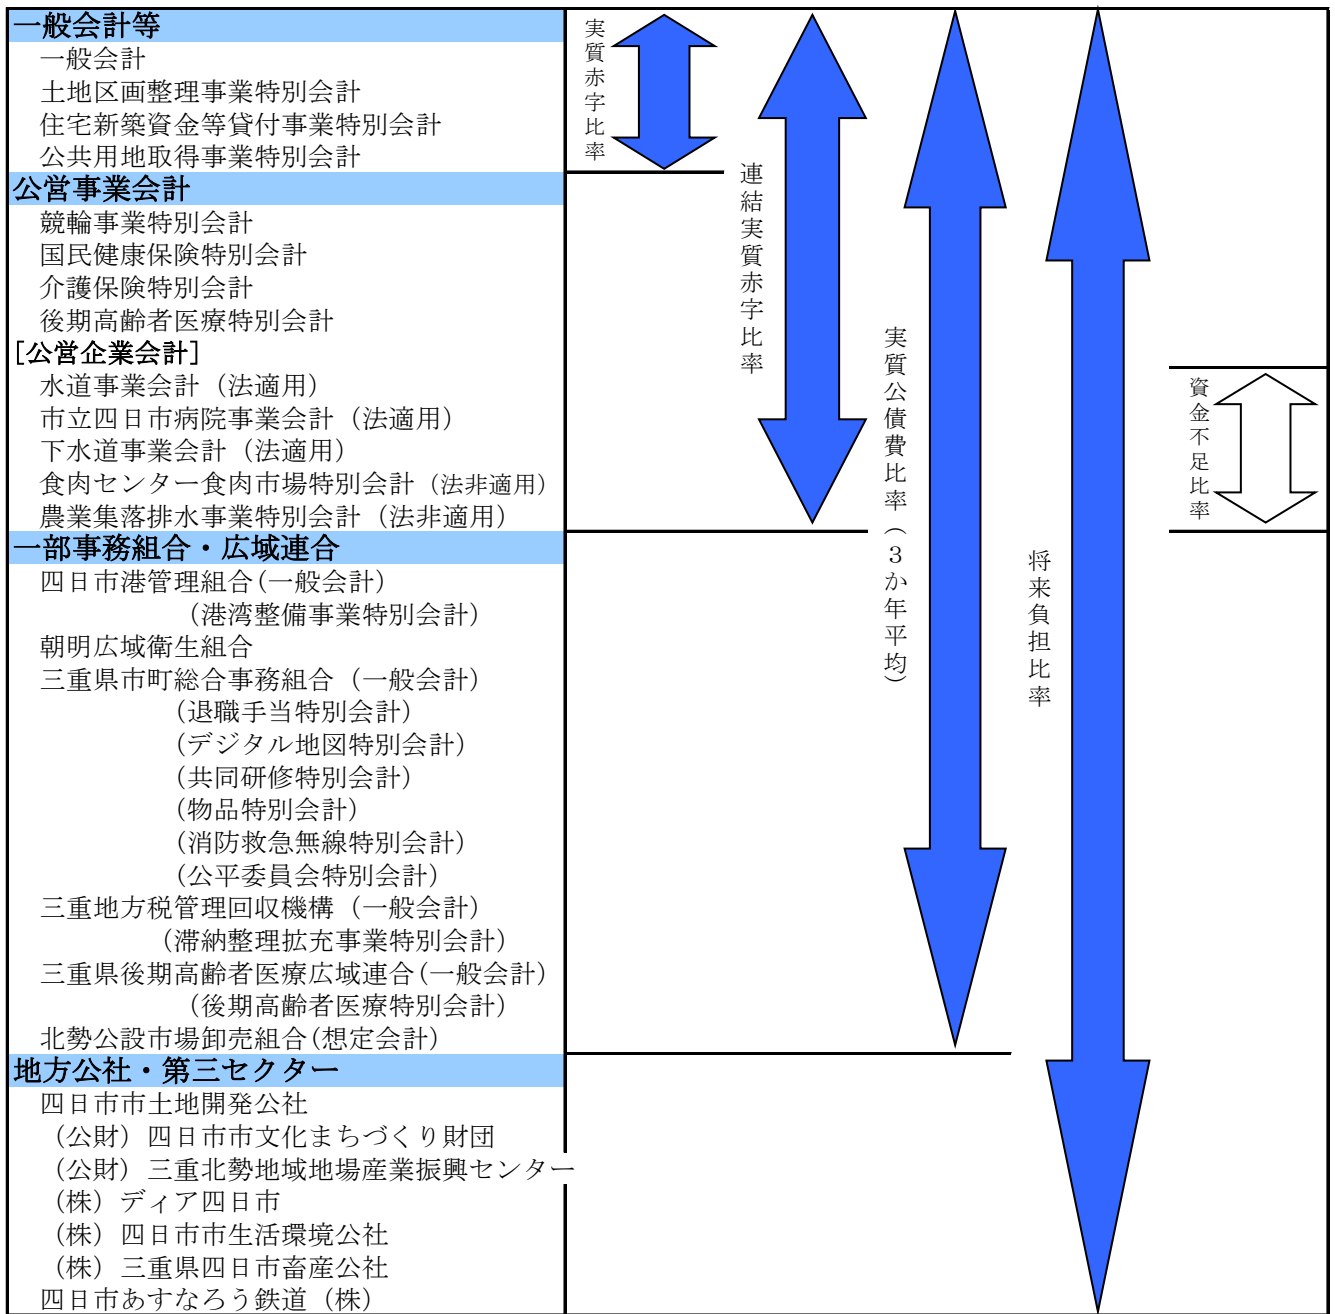 一般会計等
一般会計
土地区画整理事業特別会計
住宅新築資金等貸付事業特別会計
公共用地取得事業特別会計
公営事業会計
競輪事業特別会計
国民健康保険特別会計
介護保険特別会計
後期高齢者医療特別会計
[公営企業会計]
水道事業会計（法適用）
市立四日市病院事業会計（法適用）
下水道事業会計（法適用）
食肉センター食肉市場特別会計（法非適用）
農業集落排水事業特別会計（法非適用）
一部事務組合・広域連合
四日市港管理組合(一般会計)
(港湾整備事業特別会計)
朝明広域衛生組合
三重県市町総合事務組合（一般会計）
(退職手当特別会計)
(デジタル地図特別会計)
(共同研修特別会計)
(物品特別会計)
(消防救急無線特別会計)
(公平委員会特別会計)
三重地方税管理回収機構（一般会計）
(滞納整理拡充事業特別会計)
三重県後期高齢者医療広域連合(一般会計)
(後期高齢者医療特別会計)
北勢公設市場卸売組合(想定会計)
地方公社・第三セクター
四日市市土地開発公社
（公財）四日市市文化まちづくり財団
（公財）三重北勢地域地場産業振興センター
（株）ディア四日市
（株）四日市市生活環境公社
（株）三重県四日市畜産公社
四日市あすなろう鉄道（株）
実質赤字比率
連結実質赤字比率
実質公債費比率（３か年平均）
将来負担比率
資金不足比率